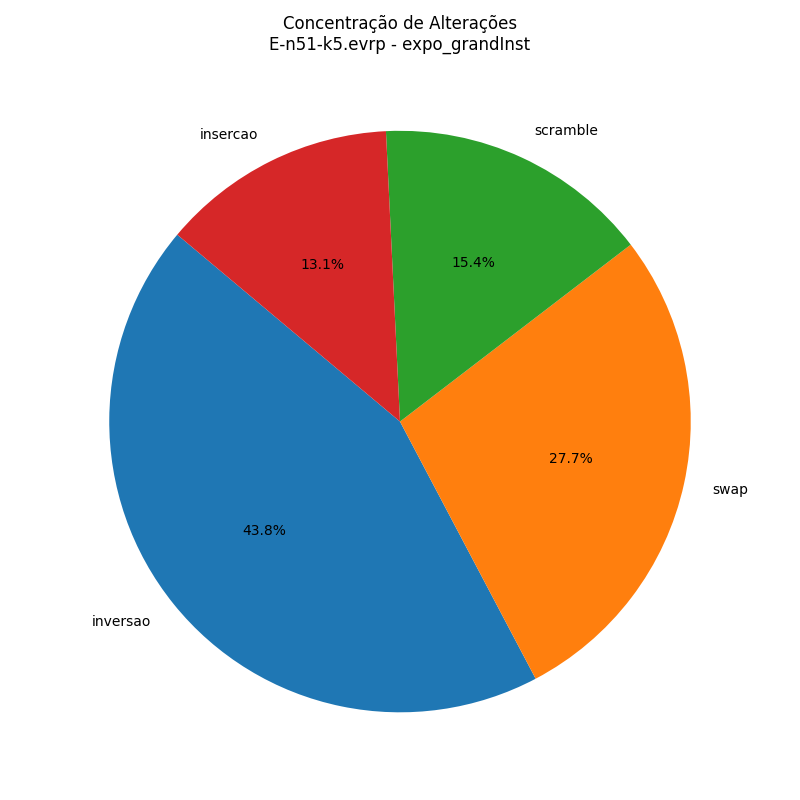 Concentração de Alterações
E-n51-k5.evrp - expo_grandInst
insercao
scramble
13.1%
15.4%
27.7%
swap
43.8%
inversao